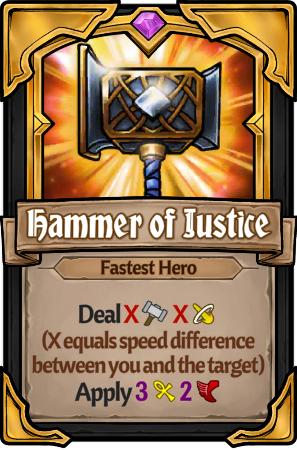 Hammer of Justice
Fastest Hero
Deal X X
(X equals speed difference
between you and the target)
Apply 3 2